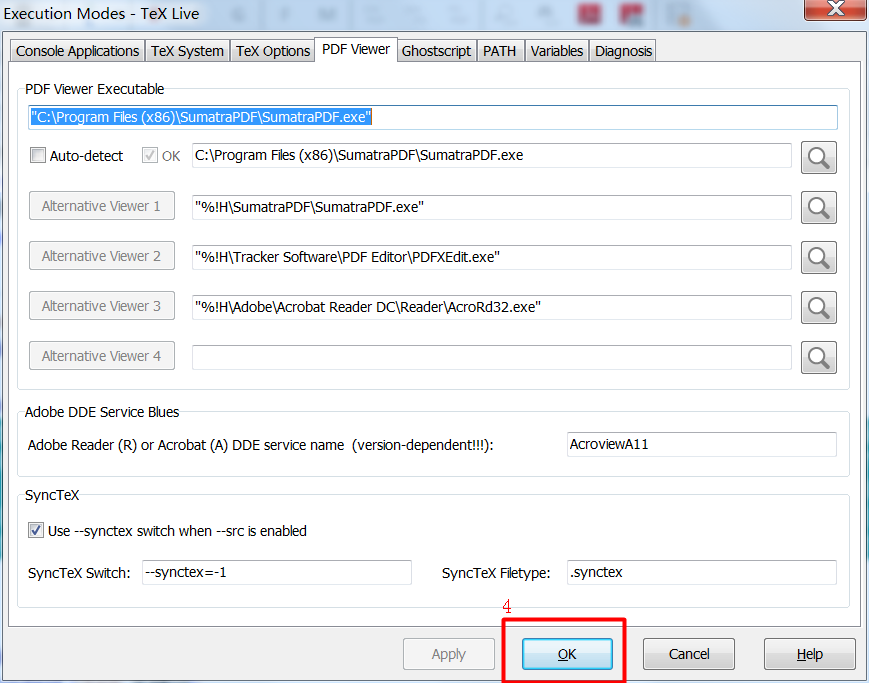 Execution Modes - TeX Live
Console Applications TeX System TeX Options PDF Viewer Ghostscript PATH Variables Diagnosis
PDF Viewer Executable
"C:\Program Files (x86)\SumatraPDF\SumatraPDF.exe"
Auto-detect OK C:\Program Files (x86)\SumatraPDF\SumatraPDF.exe
Alternative Viewer 1 "%!H\SumatraPDF\SumatraPDF.exe"
Alternative Viewer 2 "%!H\Tracker Software\PDF Editor\PDFXEdit.exe"
Alternative Viewer 3 "%!H\Adobe\Acrobat Reader DC\Reader\AcroRd32.exe"
Alternative Viewer 4
Adobe DDE Service Blues
Adobe Reader (R) or Acrobat (A) DDE service name (version-dependent!!!): AcroviewA11
SyncTeX
Use --synctex switch when --src is enabled
SyncTeX Switch: --synctex=-1 SyncTeX Filetype: .synctex
4
Apply OK Cancel Help